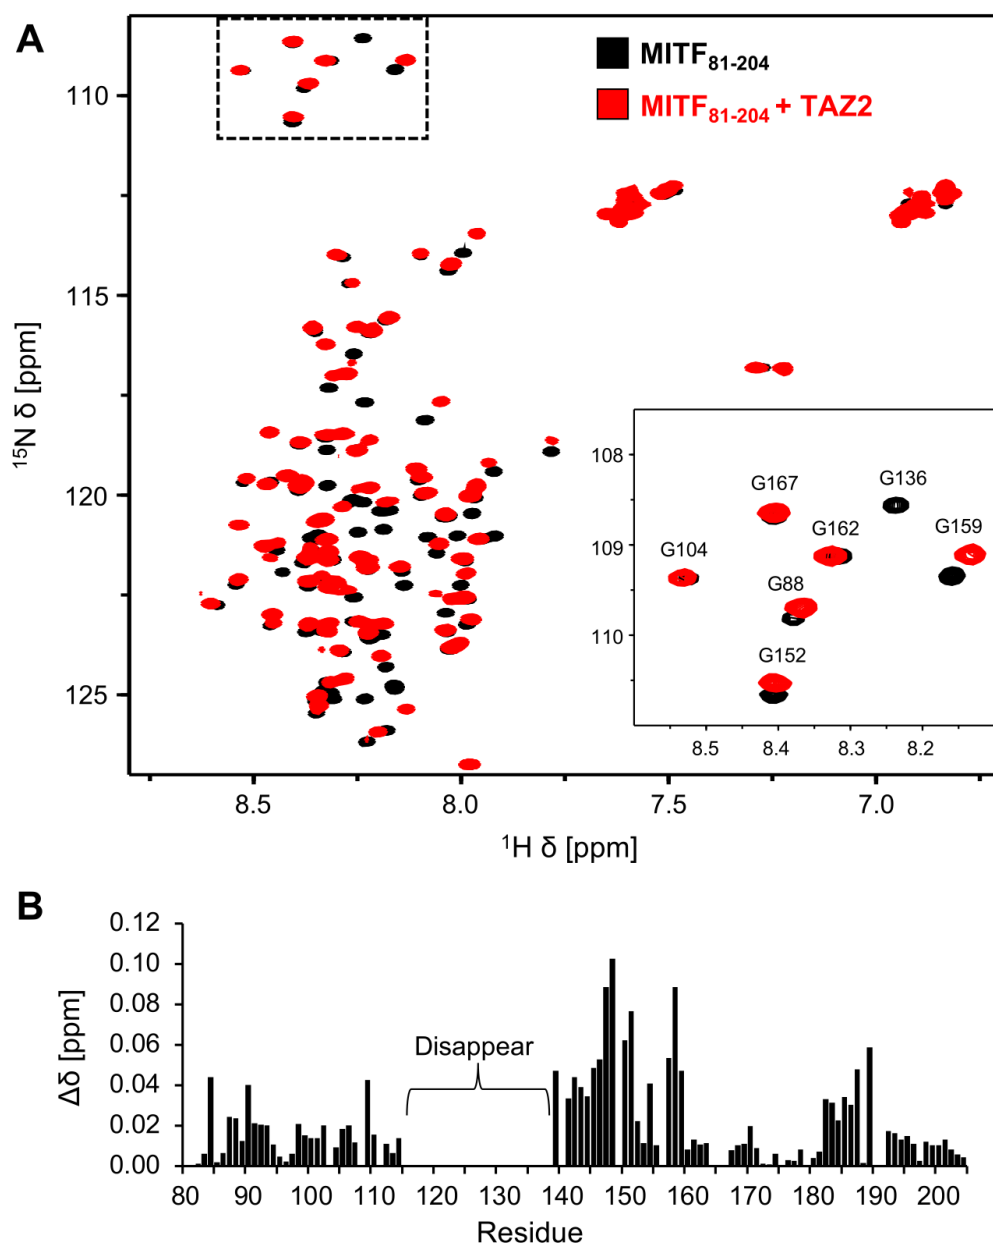 A
MITF81-204
MITF81-204 + TAZ2
110
115
120
125
15N δ [ppm]
8.5
8.0
7.5
7.0
1H δ [ppm]
108
109
110
G167
G136
G162
G159
G104
G88
G152
8.5
8.4
8.3
8.2
B
0.12
0.10
0.08
0.06
0.04
0.02
0.00
Δδ [ppm]
Disappear
80 90 100 110 120 130 140 150 160 170 180 190 200
Residue